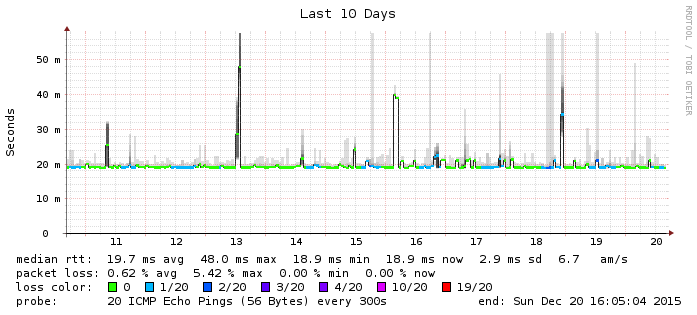 Last 10 Days
RRDTOOL / TOBI OETIKER
Seconds
50 m
40 m
30 m
20 m
10 m
0
11 12 13 14 15 16 17 18 19 20
median rtt: 19.7 ms avg 48.0 ms max 18.9 ms min 18.9 ms now 2.9 ms sd 6.7 am/s
packet loss: 0.62 % avg 5.42 % max 0.00 % min 0.00 % now
loss color: 0 1/20 2/20 3/20 4/20 10/20 19/20
probe: 20 ICMP Echo Pings (56 Bytes) every 300s end: Sun Dec 20 16:05:04 2015